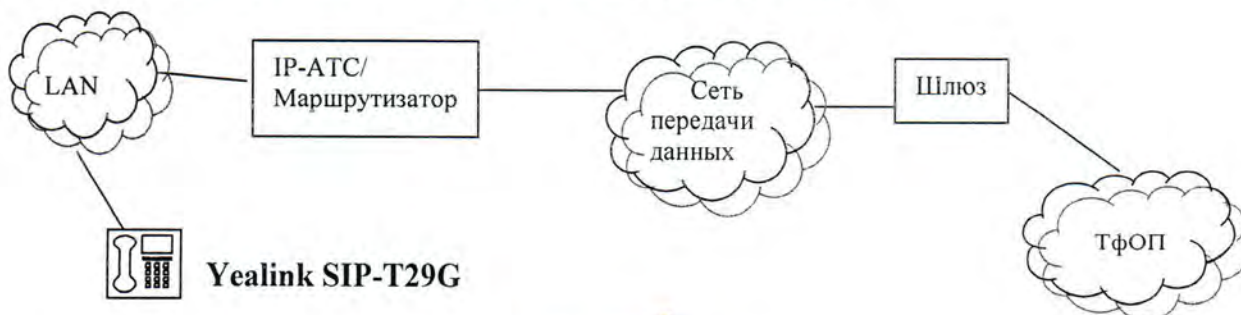 LAN
IP-АТС/
Маршрутизатор
Сеть
передачи
данных
Шлюз
ТфОП
Yealink SIP-T29G